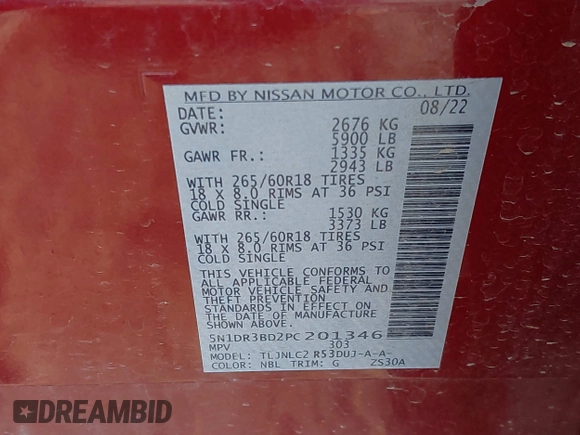 MFD BY NISSAN MOTOR CO., LTD.
DATE: 08/22
GVWR: 2676 KG
5900 LB
GAWR FR.: 1335 KG
2943 LB
WITH 265/60R18 TIRES
18 X 8.0 RIMS AT 36 PSI
COLD SINGLE
GAWR RR.: 1530 KG
3373 LB
WITH 265/60R18 TIRES
18 X 8.0 RIMS AT 36 PSI
COLD SINGLE
THIS VEHICLE CONFORMS TO
ALL APPLICABLE FEDERAL
MOTOR VEHICLE SAFETY AND
THEFT PREVENTION
STANDARDS IN EFFECT ON
THE DATE OF MANUFACTURE
SHOWN ABOVE.
5N1DR3BD2PC201346
MPV 303
MODEL: TLJNLC2 R53DUJ-A-A-
COLOR: NBL TRIM: G ZS30A
DREAMBID